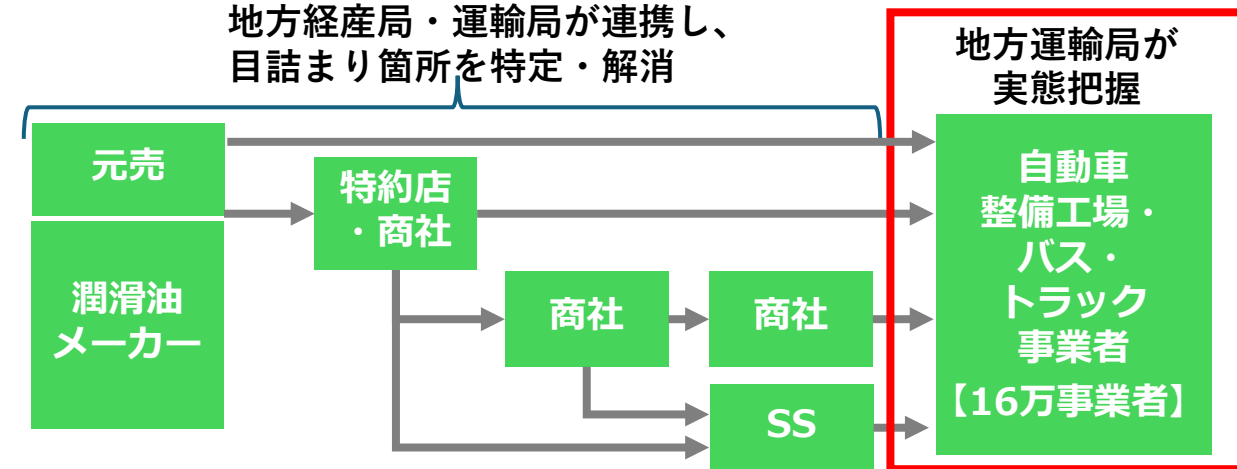 地方経産局・運輸局が連携し、
目詰まり箇所を特定・解消
地方運輸局が
実態把握
元売
潤滑油
メーカー
特約店
・商社
商社
商社
SS
自動車
整備工場・
バス・
トラック
事業者
【16万事業者】